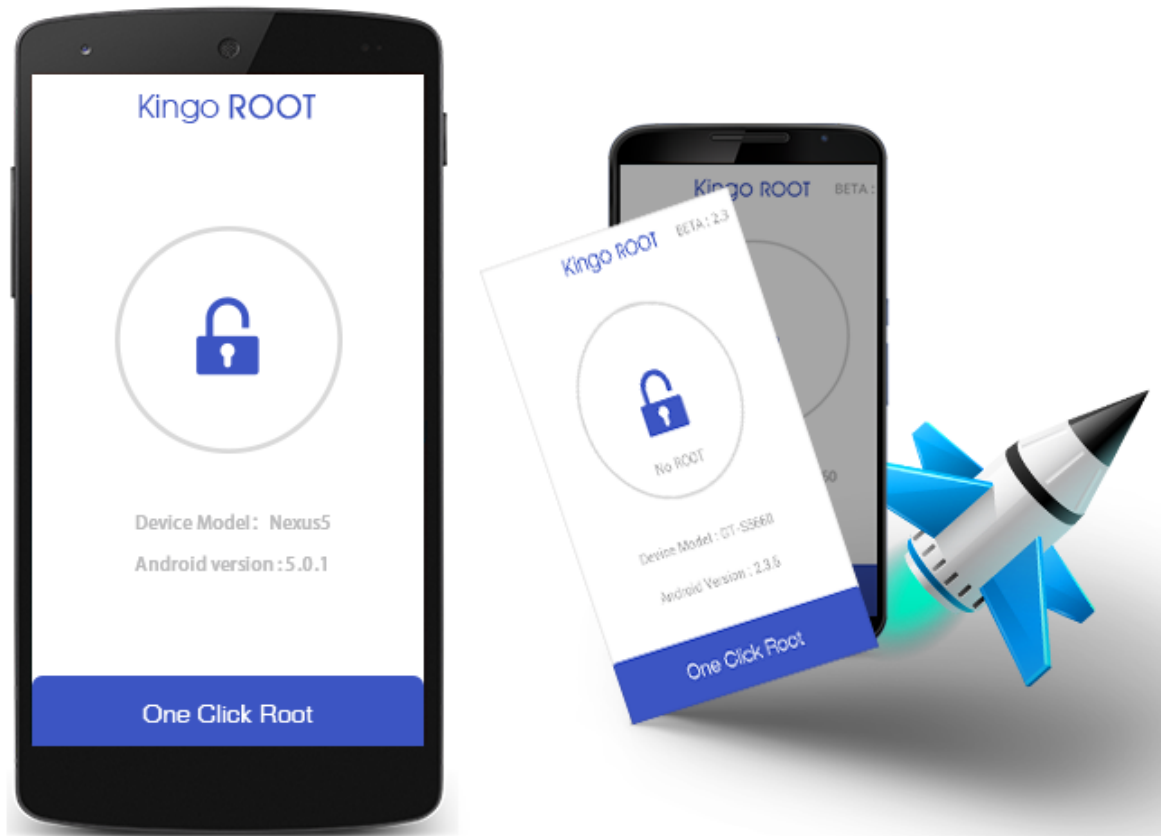 Kingo ROOT
Device Model: Nexus5
Android version : 5.0.1
One Click Root
Kingo ROOT BETA :
50
Kingo ROOT BETA : 2.3
No ROOT
Device Model : GT-S5660
Android Version : 2.3.6
One Click Root